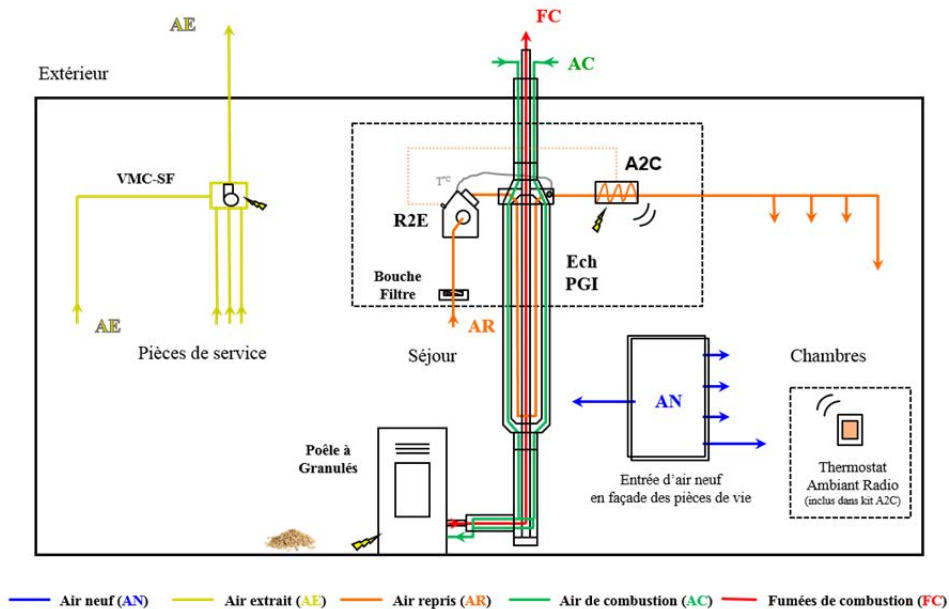 AE
FC
AC
Extérieur
A2C
VMC-SF
T°C
R2E
Ech
PGI
Bouche
Filtre
AE
AR
Pièces de service
Séjour
Chambres
AN
Poêle à
Granulés
Entrée d'air neuf
en façade des pièces de vie
Thermostat
Ambiant Radio
(inclus dans kit A2C)
Air neuf (AN)
Air extrait (AE)
Air repris (AR)
Air de combustion (AC)
Fumées de combustion (FC)